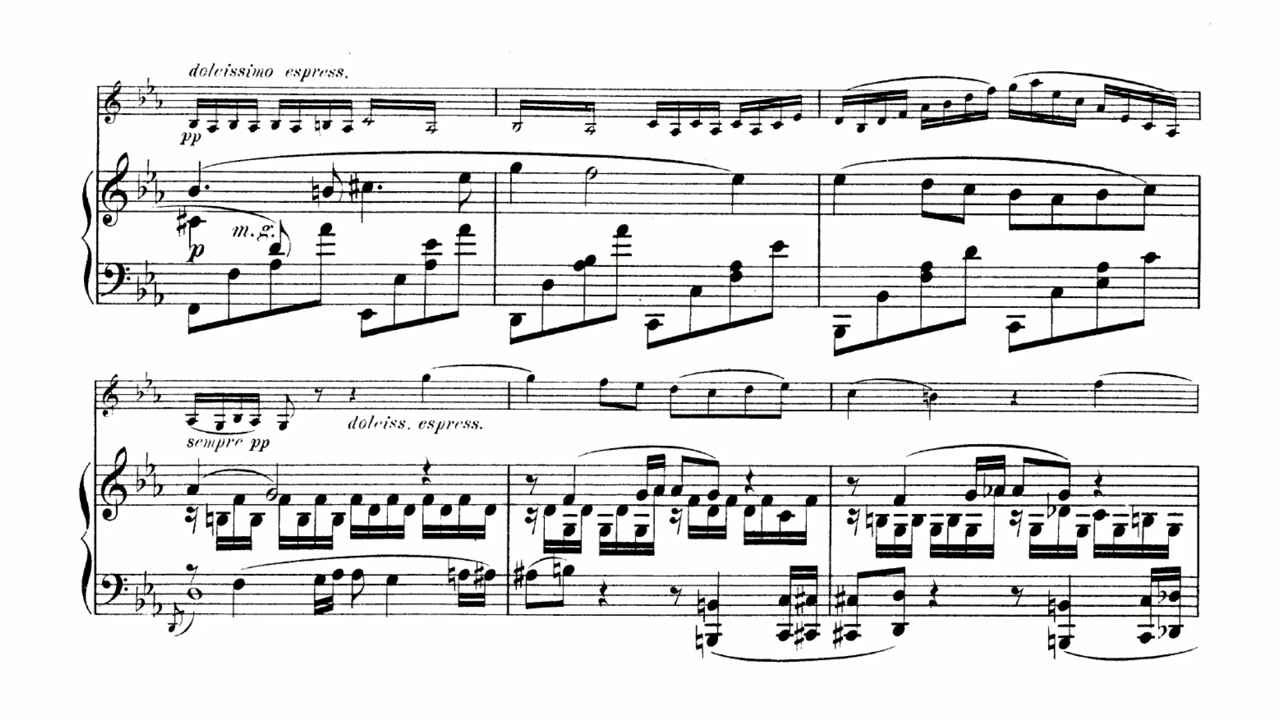 dolcissimo espress.
pp
m. g.
p
dolciss. espress.
sempre pp